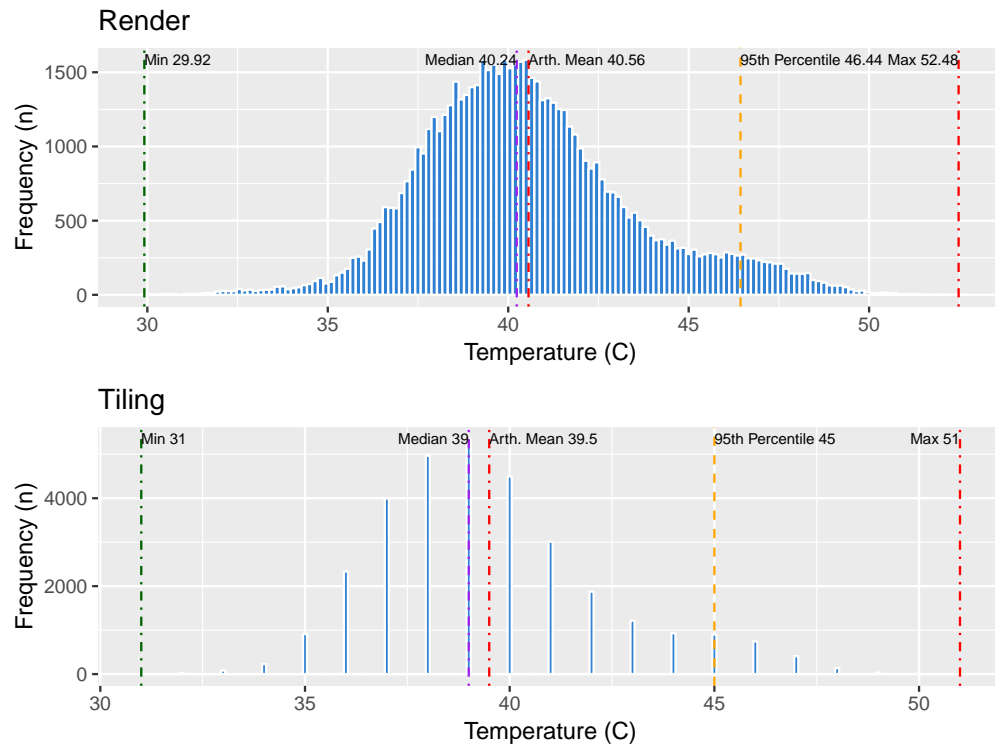 Render
Min 29.92 Median 40.24 Arth. Mean 40.56 95th Percentile 46.44 Max 52.48
1500
1000
500
0
Frequency (n)
30 35 40 45 50
Temperature (C)
Tiling
Min 31 Median 39 Arth. Mean 39.5 95th Percentile 45 Max 51
4000
2000
0
Frequency (n)
30 35 40 45 50
Temperature (C)